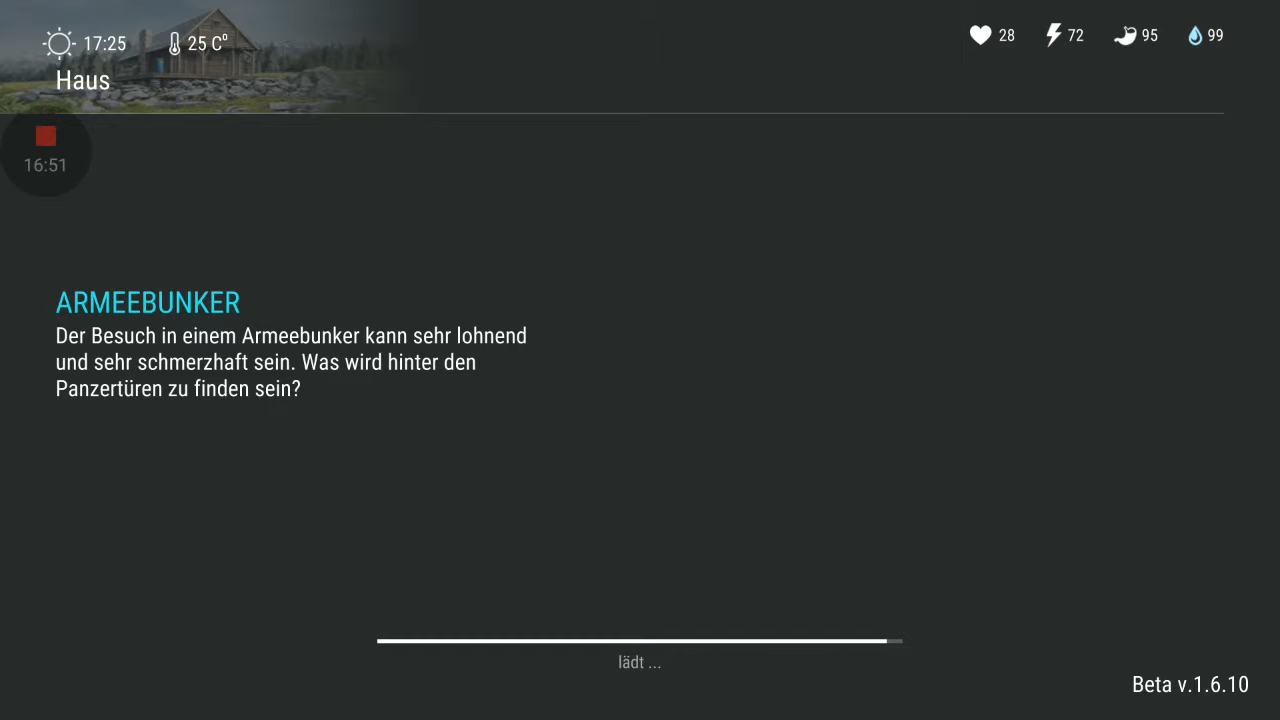 17:25 25 C°
28 72 95 99
Haus
16:51
ARMEEBUNKER
Der Besuch in einem Armeebunker kann sehr lohnend
und sehr schmerzhaft sein. Was wird hinter den
Panzertüren zu finden sein?
lädt ...
Beta v.1.6.10